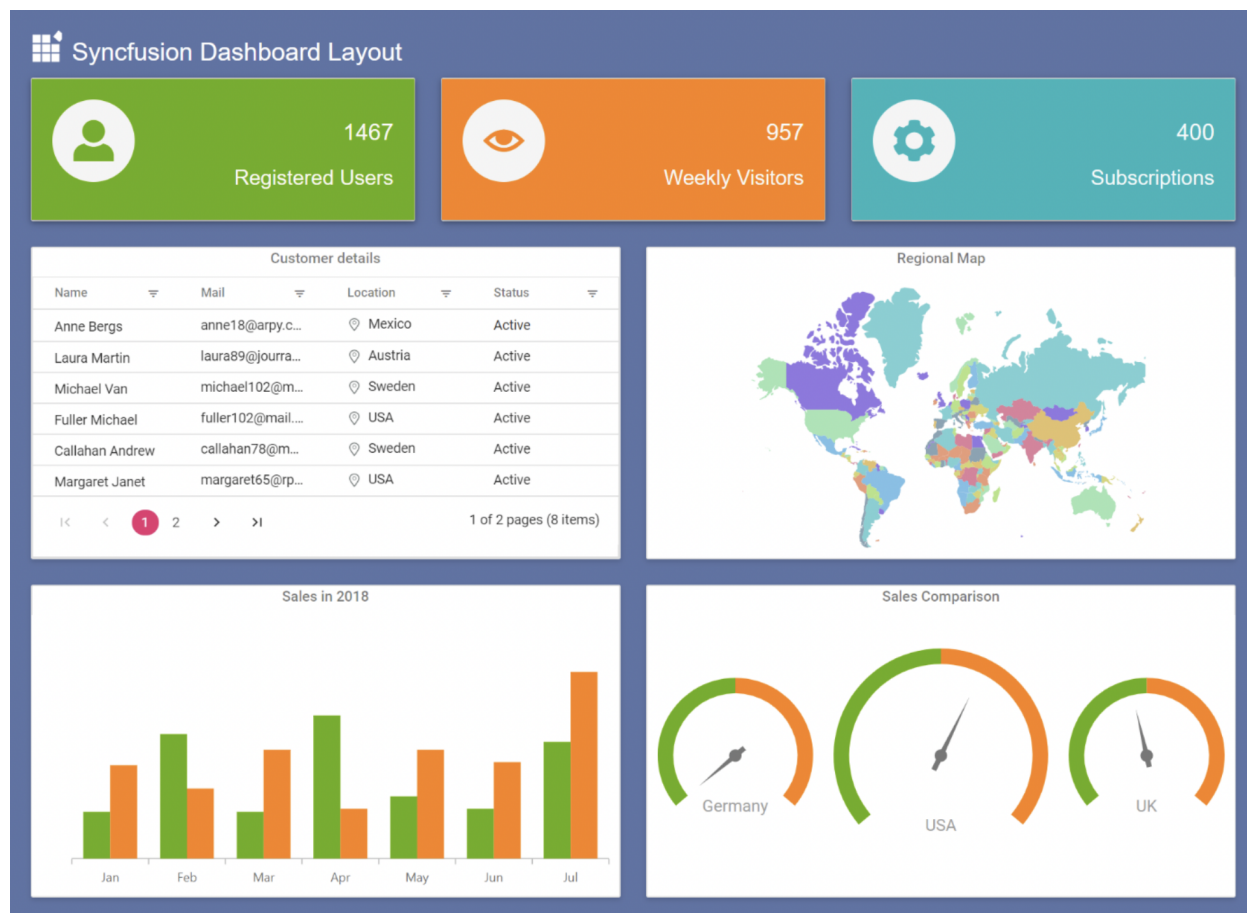 Syncfusion Dashboard Layout
1467
Registered Users
957
Weekly Visitors
400
Subscriptions
Customer details
Name Mail Location Status
Anne Bergs anne18@arpy.c... Mexico Active
Laura Martin laura89@jourra... Austria Active
Michael Van michael102@m... Sweden Active
Fuller Michael fuller102@mail.... USA Active
Callahan Andrew callahan78@m... Sweden Active
Margaret Janet margaret65@rp... USA Active
1 2 1 of 2 pages (8 items)
Regional Map
Sales in 2018
Jan Feb Mar Apr May Jun Jul
Sales Comparison
Germany
USA
UK